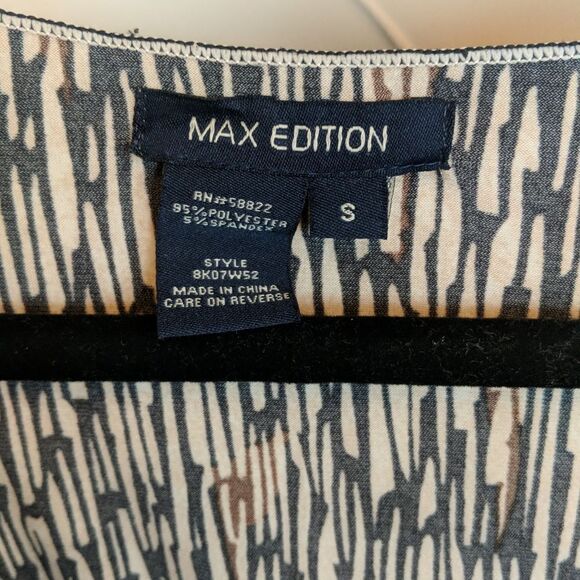 MAX EDITION
RN#58822
95%POLYESTER
5%SPANDEX
S
STYLE
8K07W52
MADE IN CHINA
CARE ON REVERSE